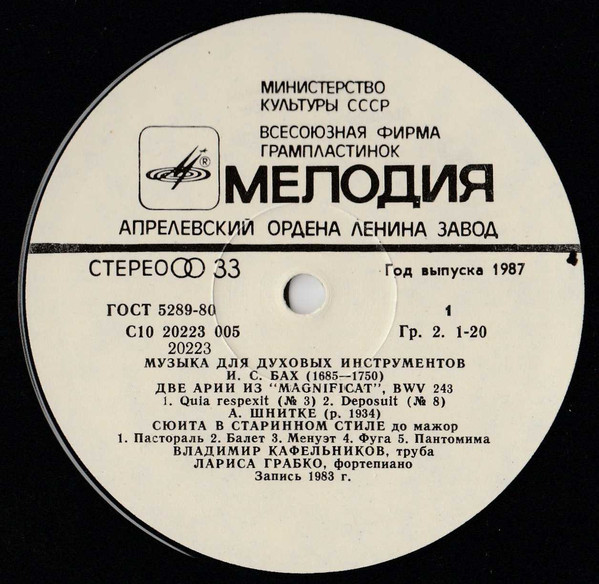 МИНИСТЕРСТВО
КУЛЬТУРЫ СССР
ВСЕСОЮЗНАЯ ФИРМА
ГРАМПЛАСТИНОК
®
МЕЛОДИЯ
АПРЕЛЕВСКИЙ ОРДЕНА ЛЕНИНА ЗАВОД
СТЕРЕО 33
Год выпуска 1987
ГОСТ 5289-80
1
С10 20223 005
Гр. 2. 1-20
20223
МУЗЫКА ДЛЯ ДУХОВЫХ ИНСТРУМЕНТОВ
И. С. БАХ (1685—1750)
ДВЕ АРИИ ИЗ "MAGNIFICAT", BWV 243
1. Quia respexit (№ 3) 2. Deposuit (№ 8)
А. ШНИТКЕ (р. 1934)
СЮИТА В СТАРИННОМ СТИЛЕ до мажор
1. Пастораль 2. Балет 3. Менуэт 4. Фуга 5. Пантомима
ВЛАДИМИР КАФЕЛЬНИКОВ, труба
ЛАРИСА ГРАБКО, фортепиано
Запись 1983 г.